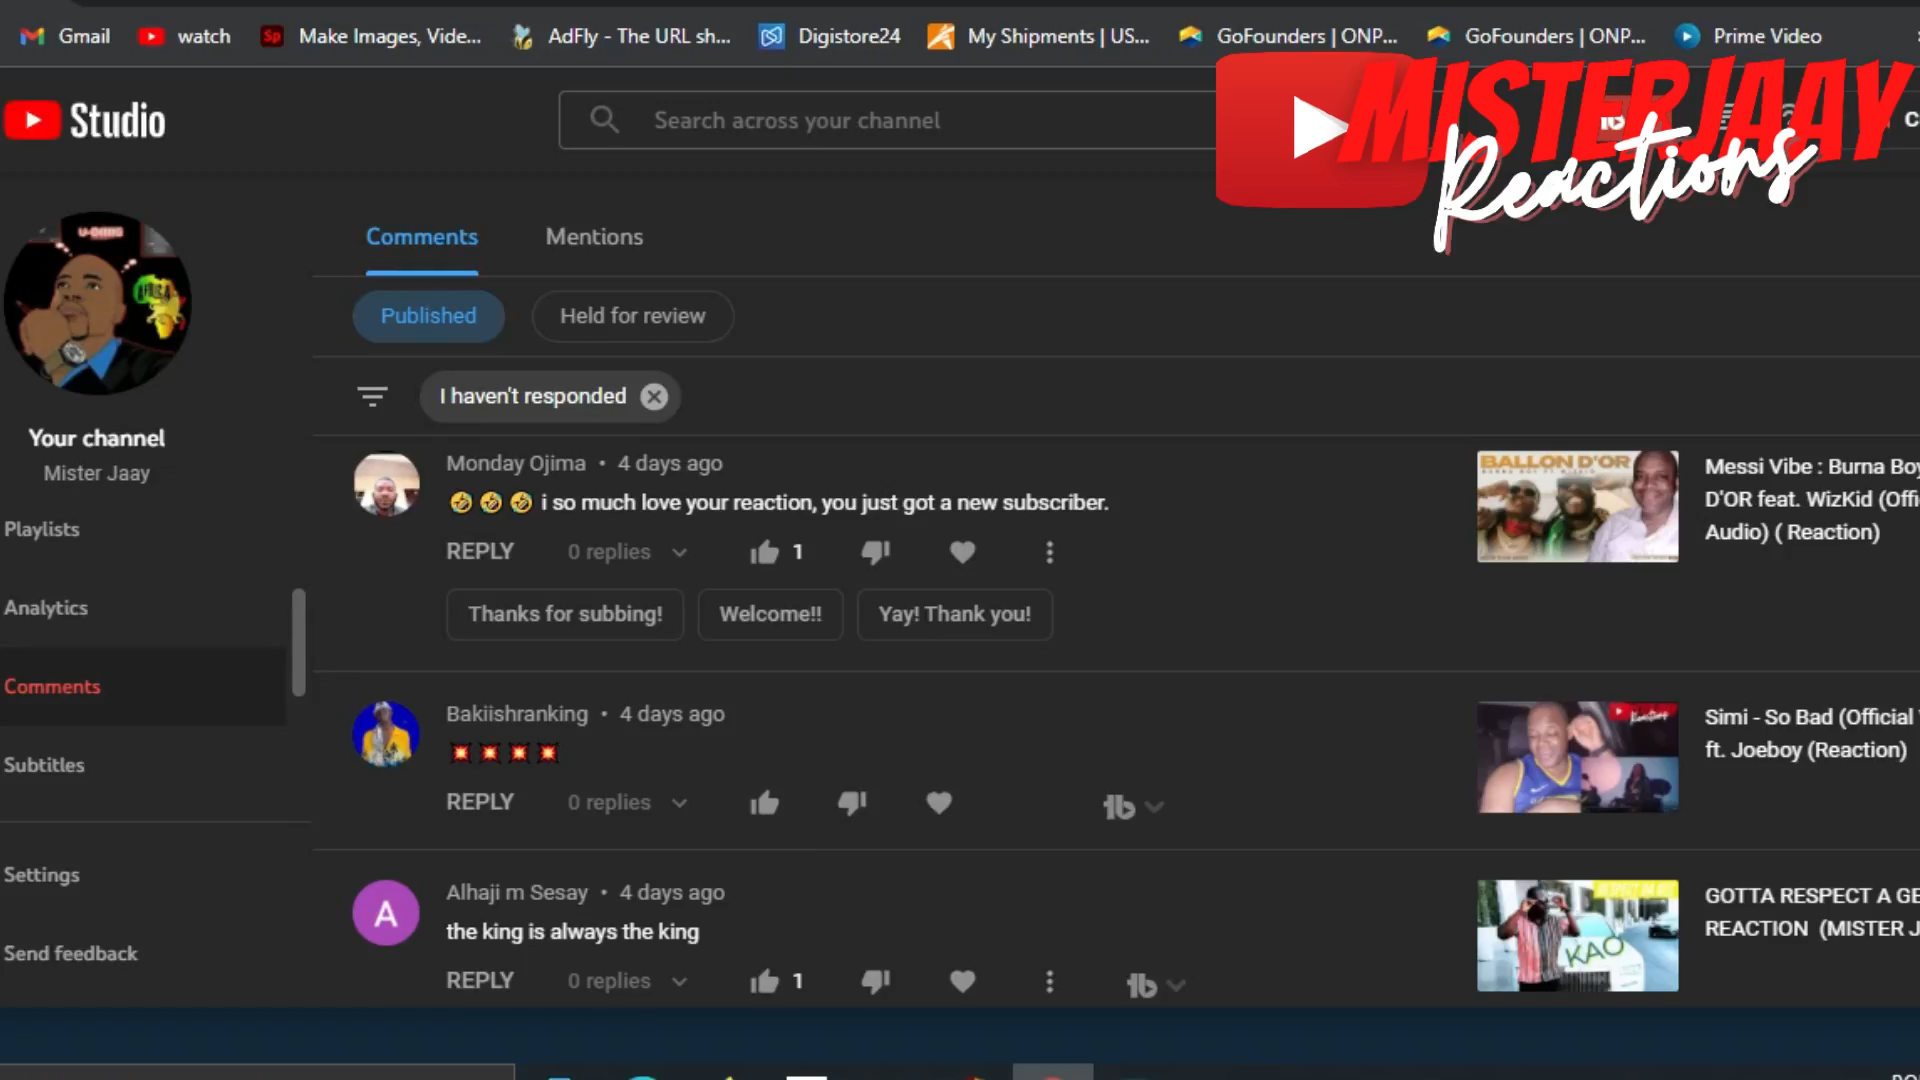 Gmail
watch
Make Images, Vide...
AdFly - The URL sh...
Digistore24
My Shipments | US...
GoFounders | ONP...
GoFounders | ONP...
Prime Video
Studio
Search across your channel
MISTERJAAY
Reactions
U-DAWG
AFRICA
Your channel
Mister Jaay
Playlists
Analytics
Comments
Subtitles
Settings
Send feedback
Comments
Mentions
Published
Held for review
I haven't responded
Monday Ojima • 4 days ago
🤣 🤣 🤣 i so much love your reaction, you just got a new subscriber.
REPLY
0 replies
1
Thanks for subbing!
Welcome!!
Yay! Thank you!
BALLON D'OR
Messi Vibe : Burna Boy
D'OR feat. WizKid (Offi
Audio) ( Reaction)
Bakiishranking • 4 days ago
💥 💥 💥 💥
REPLY
0 replies
Reactions
Simi - So Bad (Official
ft. Joeboy (Reaction)
A
Alhaji m Sesay • 4 days ago
the king is always the king
REPLY
0 replies
1
KAO
GOTTA RESPECT A GE
REACTION (MISTER J